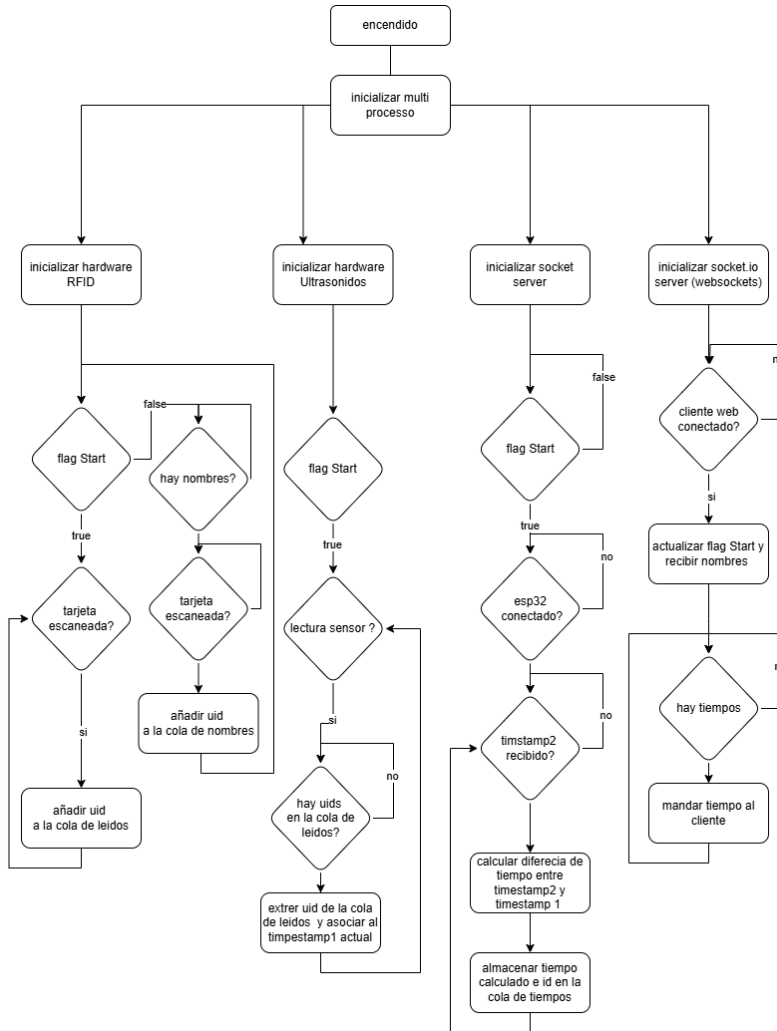 encendido
inicializar multi
processo
inicializar hardware
RFID
inicializar hardware
Ultrasonidos
inicializar socket
server
inicializar socket.io
server (websockets)
flag Start
false
true
hay nombres?
tarjeta
escaneada?
añadir uid
a la cola de nombres
tarjeta
escaneada?
si
añadir uid
a la cola de leidos
flag Start
true
lectura sensor ?
si
no
hay uids
en la cola de
leidos?
extrer uid de la cola
de leidos y asociar al
timpestamp1 actual
flag Start
false
true
esp32
conectado?
no
timstamp2
recibido?
no
calcular diferecia de
tiempo entre
timestamp2 y
timestamp 1
almacenar tiempo
calculado e id en la
cola de tiempos
cliente web
conectado?
si
actualizar flag Start y
recibir nombres
hay tiempos
mandar tiempo al
cliente